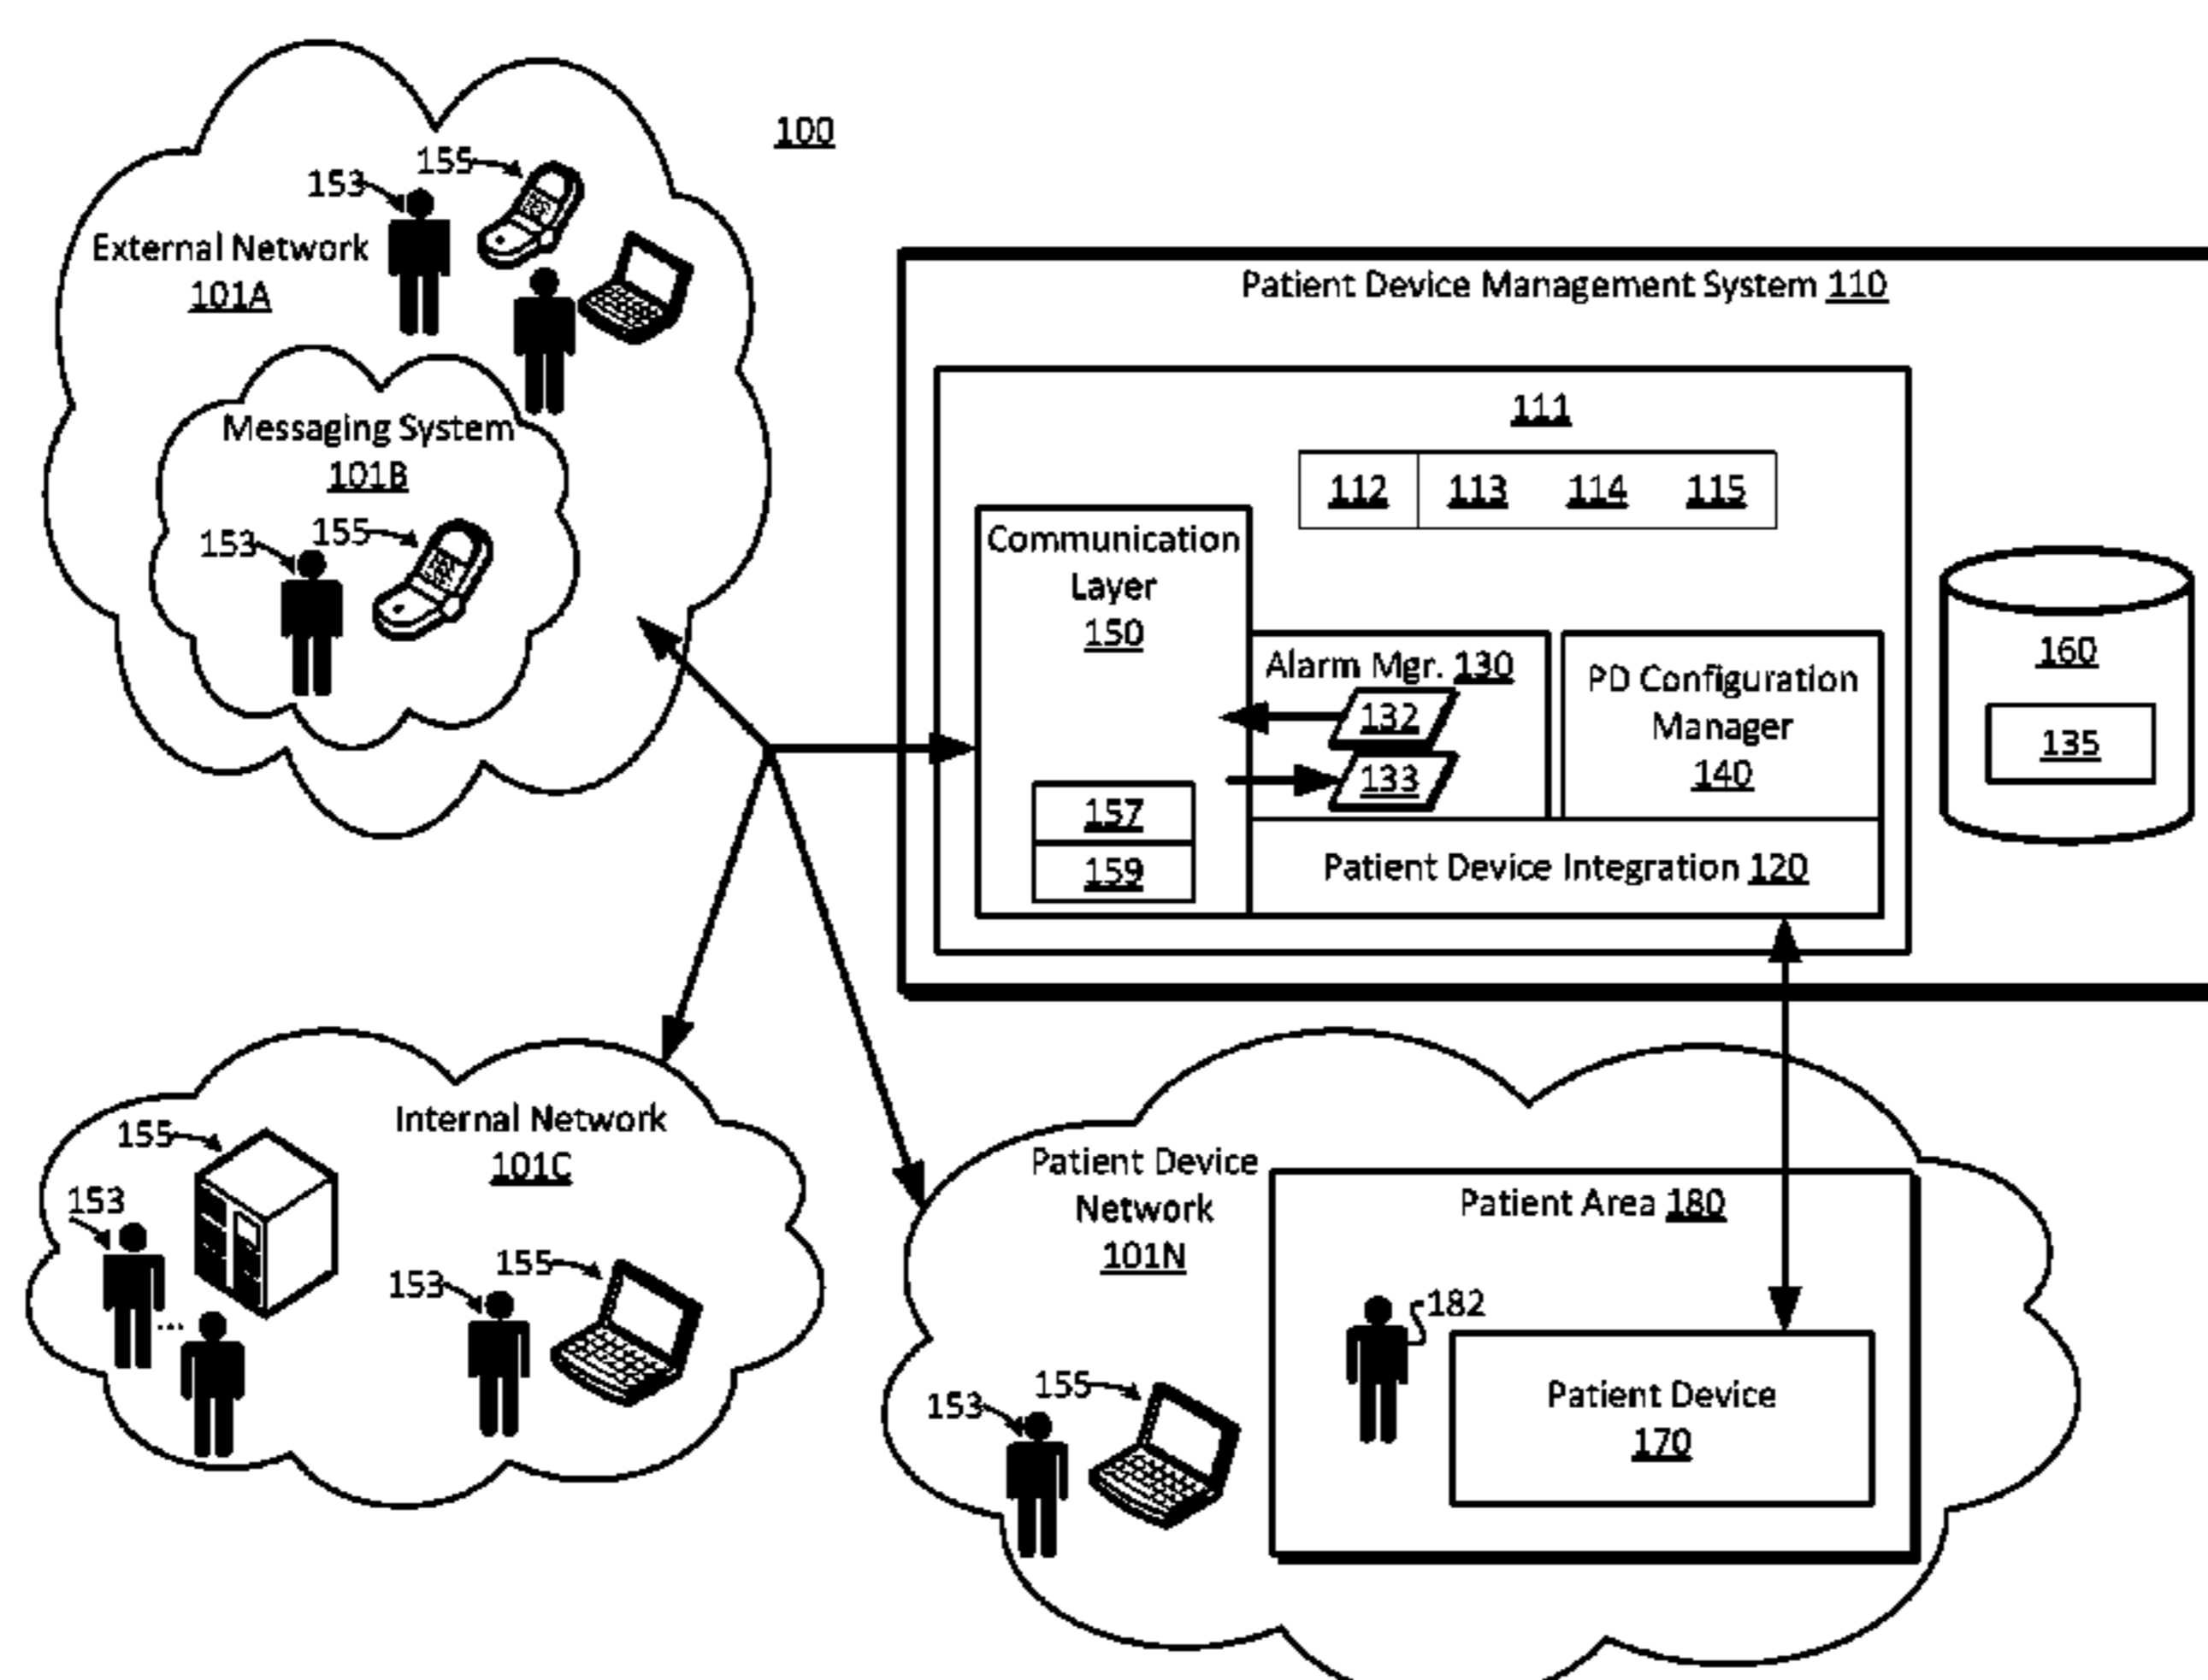 100
155
153
External Network
101A
Messaging System
101B
153
155
Patient Device Management System 110
111
112 113 114 115
Communication
Layer
150
157
159
Alarm Mgr. 130
132
133
PD Configuration
Manager
140
Patient Device Integration 120
160
135
Internal Network
101C
155
153
...
153
155
Patient Device
Network
101N
153
155
Patient Area 180
182
Patient Device
170